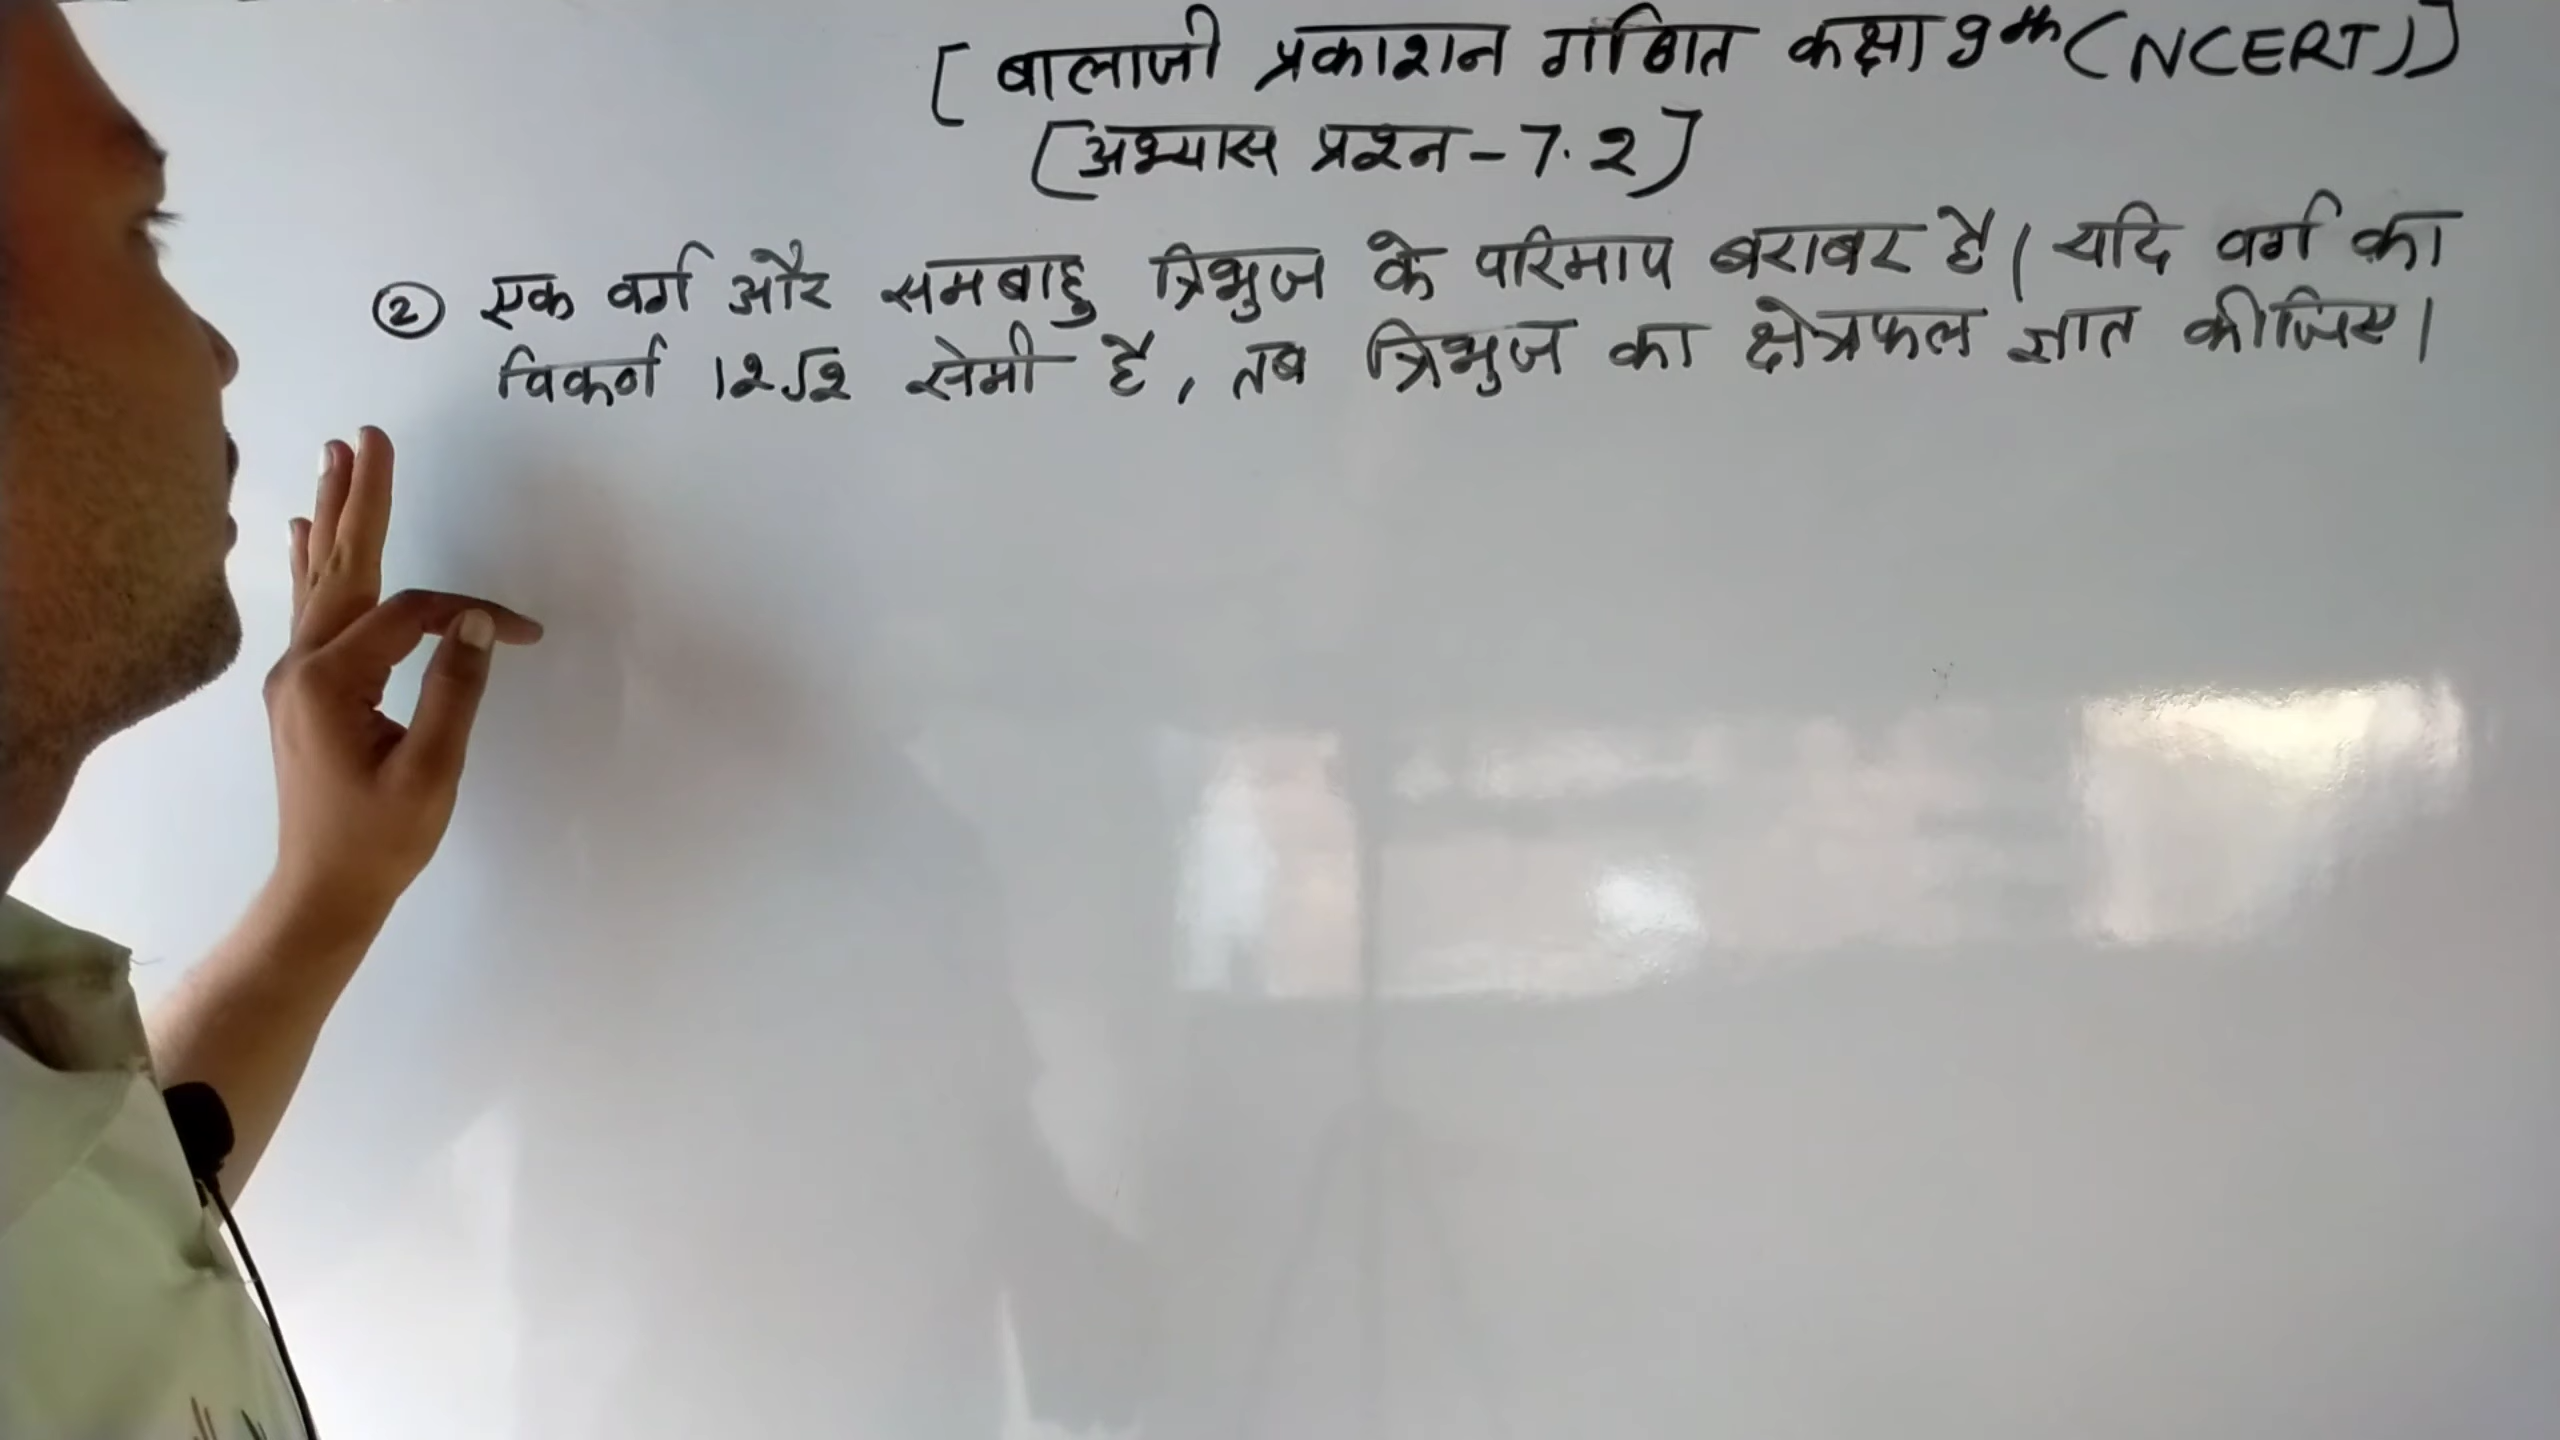 [बालाजी प्रकाशन गणित कक्षा 9th (NCERT)]
[अभ्यास प्रश्न - 7.2]
② एक वर्ग और समबाहु त्रिभुज के परिमाप बराबर है। यदि वर्ग का
विकर्ण 12√2 सेमी है, तब त्रिभुज का क्षेत्रफल ज्ञात कीजिए।